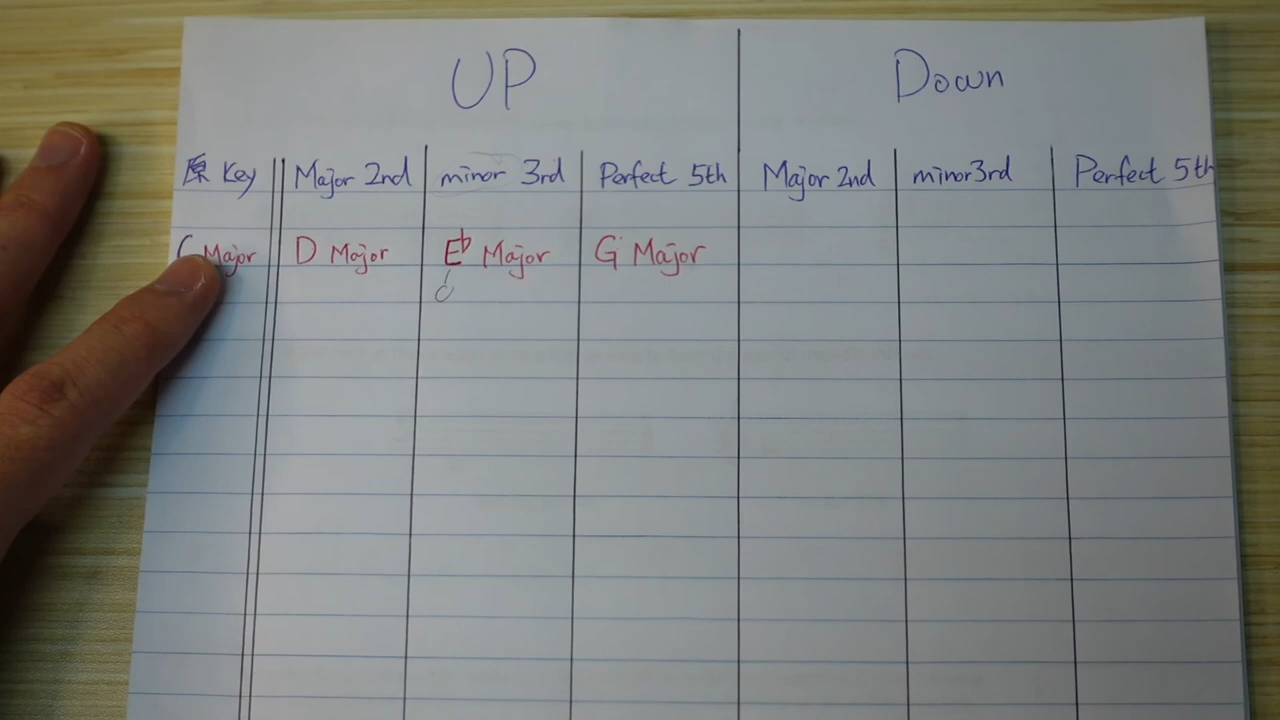 UP Down
原 Key Major 2nd minor 3rd Perfect 5th Major 2nd minor3rd Perfect 5th
C Major D Major E♭ Major G Major